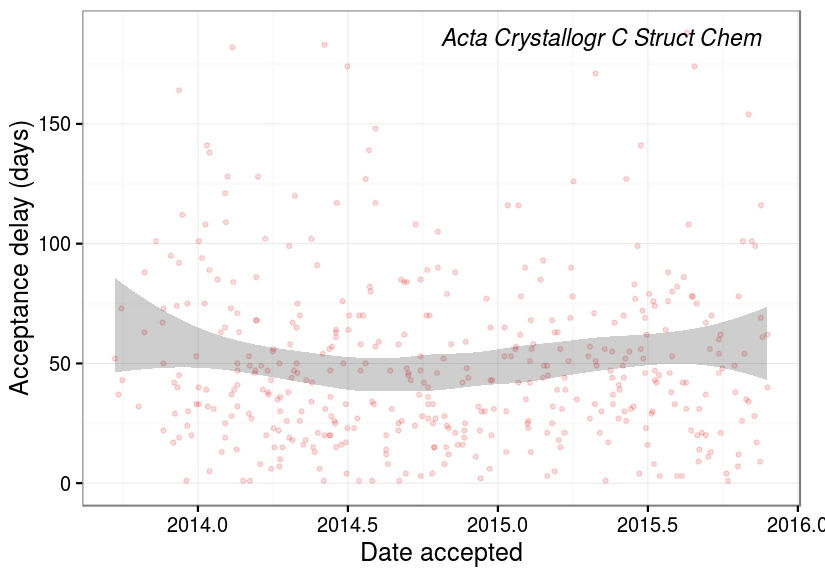 Acta Crystallogr C Struct Chem
Acceptance delay (days)
150
100
50
0
2014.0 2014.5 2015.0 2015.5 2016.0
Date accepted